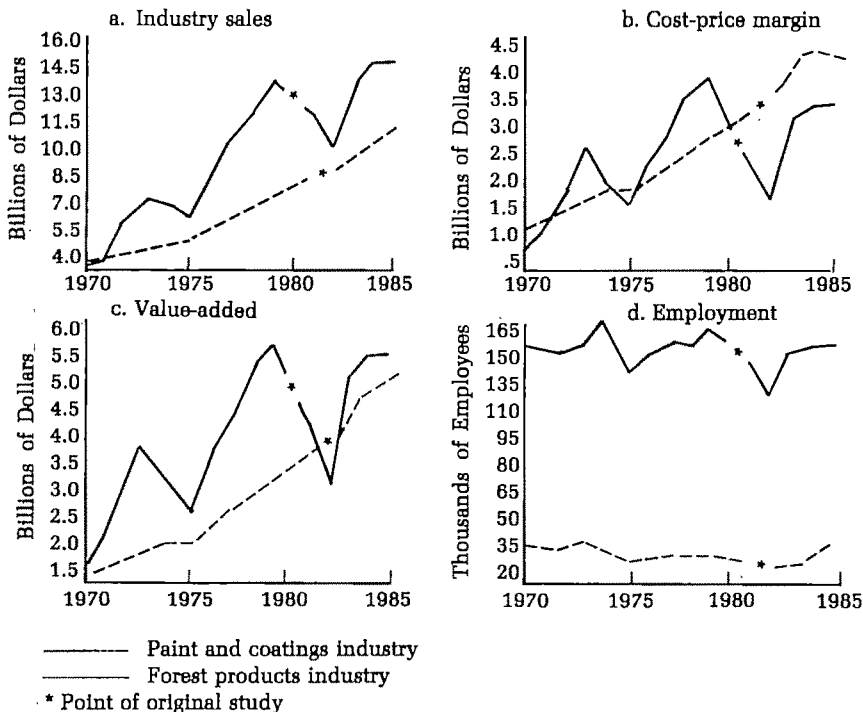 a. Industry sales
Billions of Dollars
16.0
14.5
13.0
11.5
10.0
8.5
7.0
5.5
4.0
1970 1975 1980 1985
b. Cost-price margin
Billions of Dollars
4.5
4.0
3.5
3.0
2.5
2.0
1.5
1.0
.5
1970 1975 1980 1985
c. Value-added
Billions of Dollars
6.0
5.5
5.0
4.5
4.0
3.5
3.0
2.5
2.0
1.5
1970 1975 1980 1985
d. Employment
Thousands of Employees
165
150
135
110
95
80
65
50
35
20
1970 1975 1980 1985
Paint and coatings industry
Forest products industry
* Point of original study